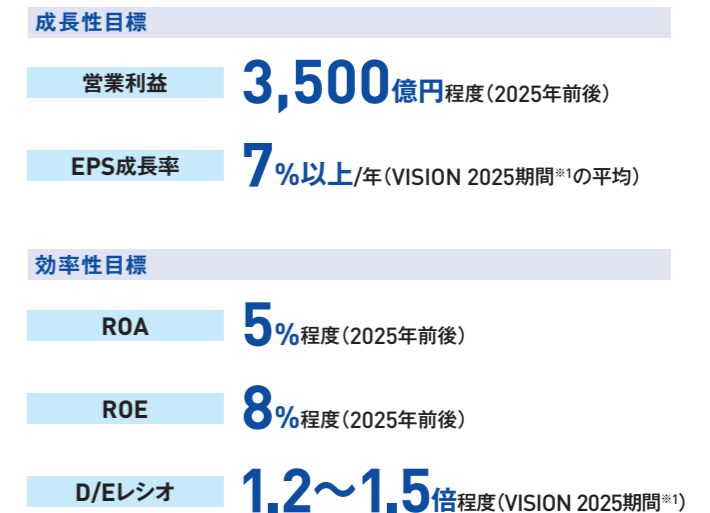 成長性目標
営業利益 3,500億円程度(2025年前後)
EPS成長率 7%以上/年(VISION 2025期間※1の平均)
効率性目標
ROA 5%程度(2025年前後)
ROE 8%程度(2025年前後)
D/Eレシオ 1.2〜1.5倍程度(VISION 2025期間※1)